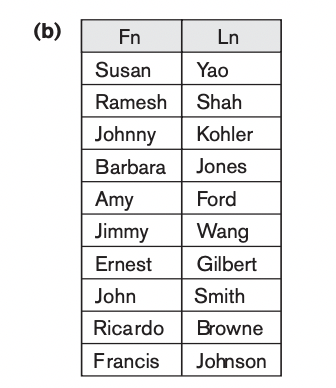 (b)
Fn Ln
Susan Yao
Ramesh Shah
Johnny Kohler
Barbara Jones
Amy Ford
Jimmy Wang
Ernest Gilbert
John Smith
Ricardo Browne
Francis Johnson